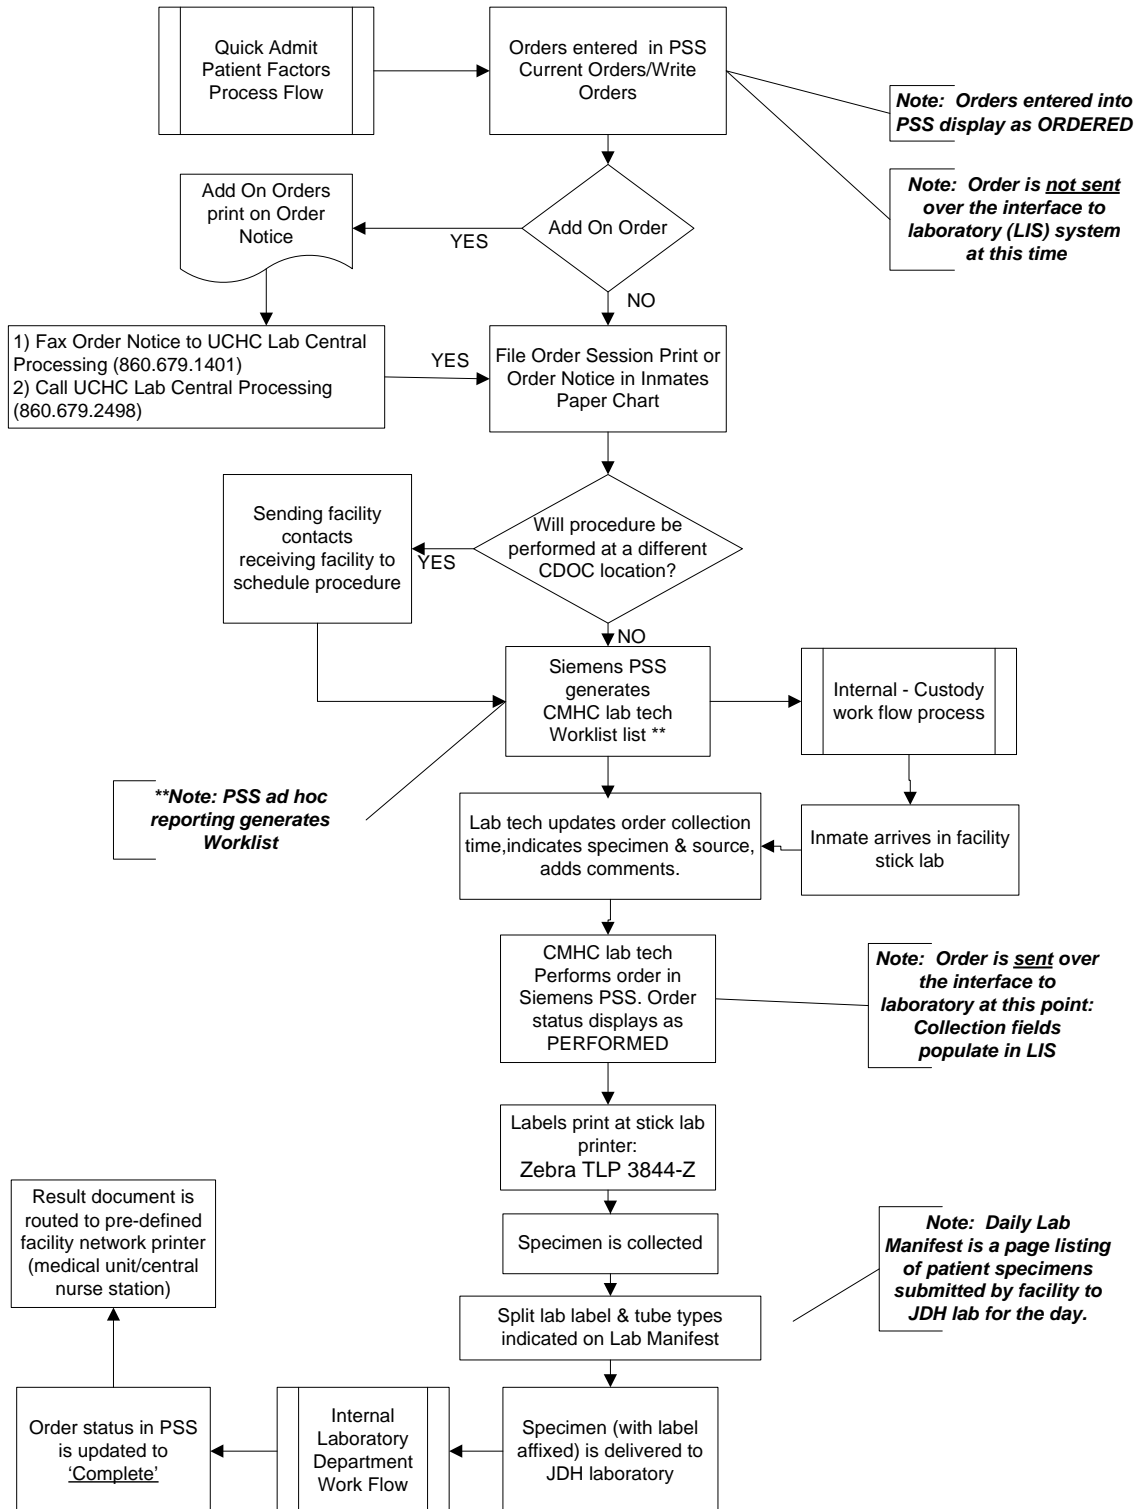 Quick Admit
Patient Factors
Process Flow
Orders entered in PSS
Current Orders/Write
Orders
Note: Orders entered into
PSS display as ORDERED
Note: Order is not sent
over the interface to
laboratory (LIS) system
at this time
Add On Orders
print on Order
Notice
YES
Add On Order
NO
1) Fax Order Notice to UCHC Lab Central
Processing (860.679.1401)
2) Call UCHC Lab Central Processing
(860.679.2498)
YES
File Order Session Print or
Order Notice in Inmates
Paper Chart
Sending facility
contacts
receiving facility to
schedule procedure
YES
Will procedure be
performed at a different
CDOC location?
NO
Siemens PSS
generates
CMHC lab tech
Worklist list **
Internal - Custody
work flow process
**Note: PSS ad hoc
reporting generates
Worklist
Lab tech updates order collection
time,indicates specimen & source,
adds comments.
Inmate arrives in facility
stick lab
CMHC lab tech
Performs order in
Siemens PSS. Order
status displays as
PERFORMED
Note: Order is sent over
the interface to
laboratory at this point:
Collection fields
populate in LIS
Labels print at stick lab
printer:
Zebra TLP 3844-Z
Result document is
routed to pre-defined
facility network printer
(medical unit/central
nurse station)
Specimen is collected
Note: Daily Lab
Manifest is a page listing
of patient specimens
submitted by facility to
JDH lab for the day.
Split lab label & tube types
indicated on Lab Manifest
Order status in PSS
is updated to
‘Complete’
Internal
Laboratory
Department
Work Flow
Specimen (with label
affixed) is delivered to
JDH laboratory